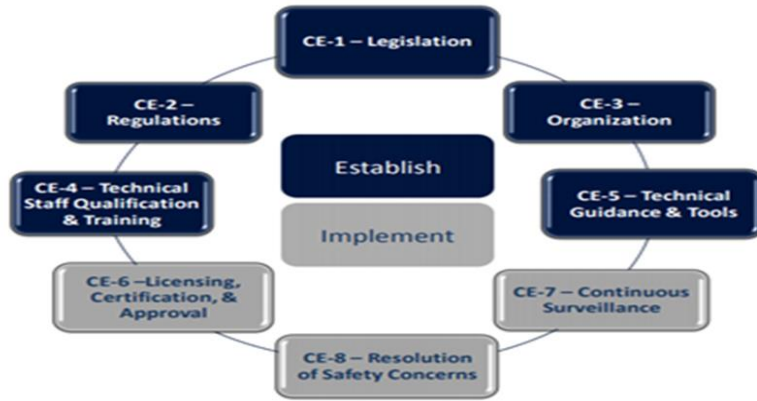 CE-1 – Legislation
CE-2 –
Regulations
CE-3 –
Organization
Establish
CE-4 – Technical
Staff Qualification
& Training
CE-5 – Technical
Guidance & Tools
Implement
CE-6 –Licensing,
Certification, &
Approval
CE-7 – Continuous
Surveillance
CE-8 – Resolution
of Safety Concerns